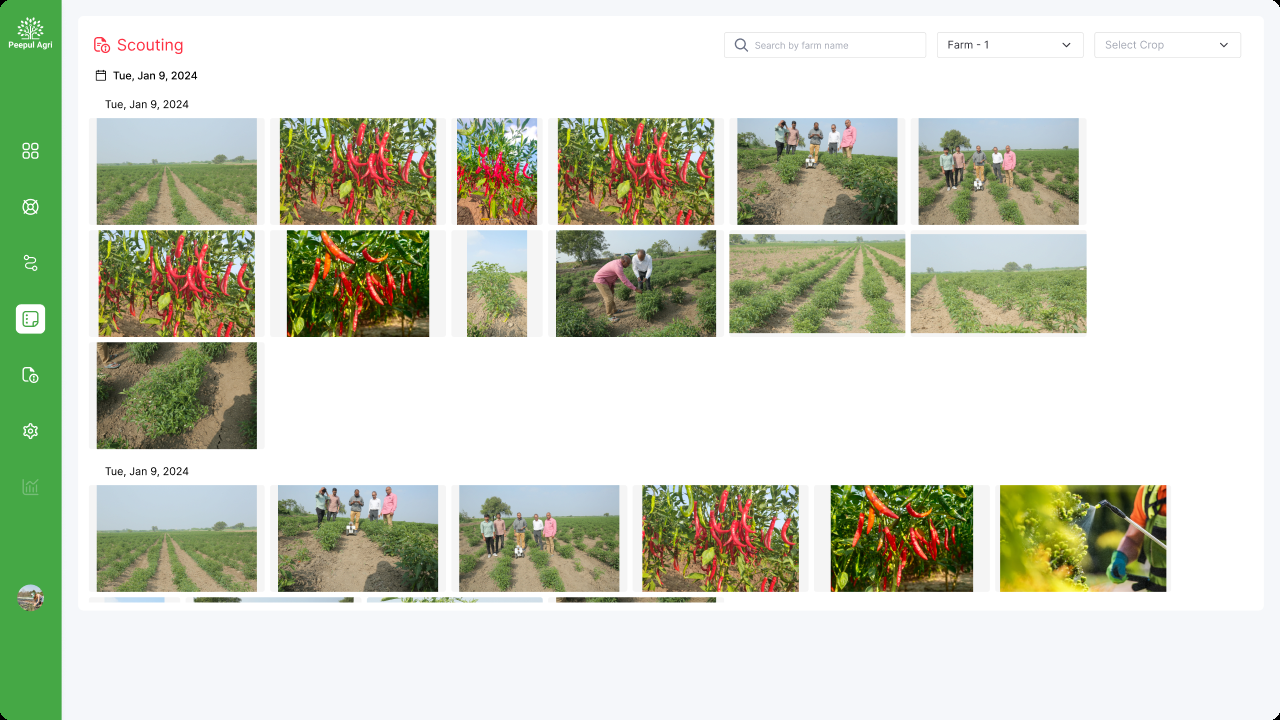 Peepul Agri
Scouting
Search by farm name
Farm - 1
Select Crop
Tue, Jan 9, 2024
Tue, Jan 9, 2024
Tue, Jan 9, 2024